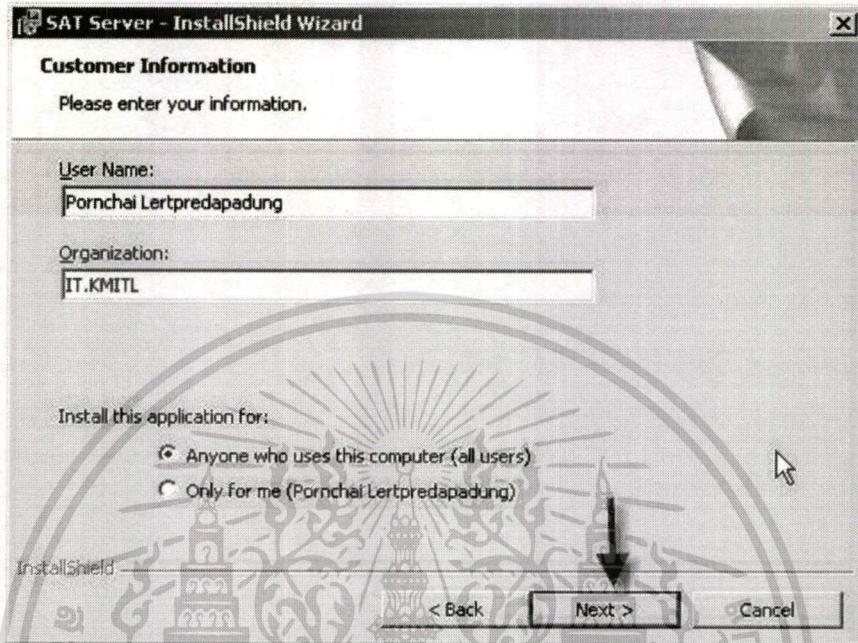 SAT Server - InstallShield Wizard
Customer Information
Please enter your information.
User Name:
Pornchai Lertpredapadung
Organization:
IT.KMITL
Install this application for:
Anyone who uses this computer (all users)
Only for me (Pornchai Lertpredapadung)
InstallShield
< Back Next > Cancel